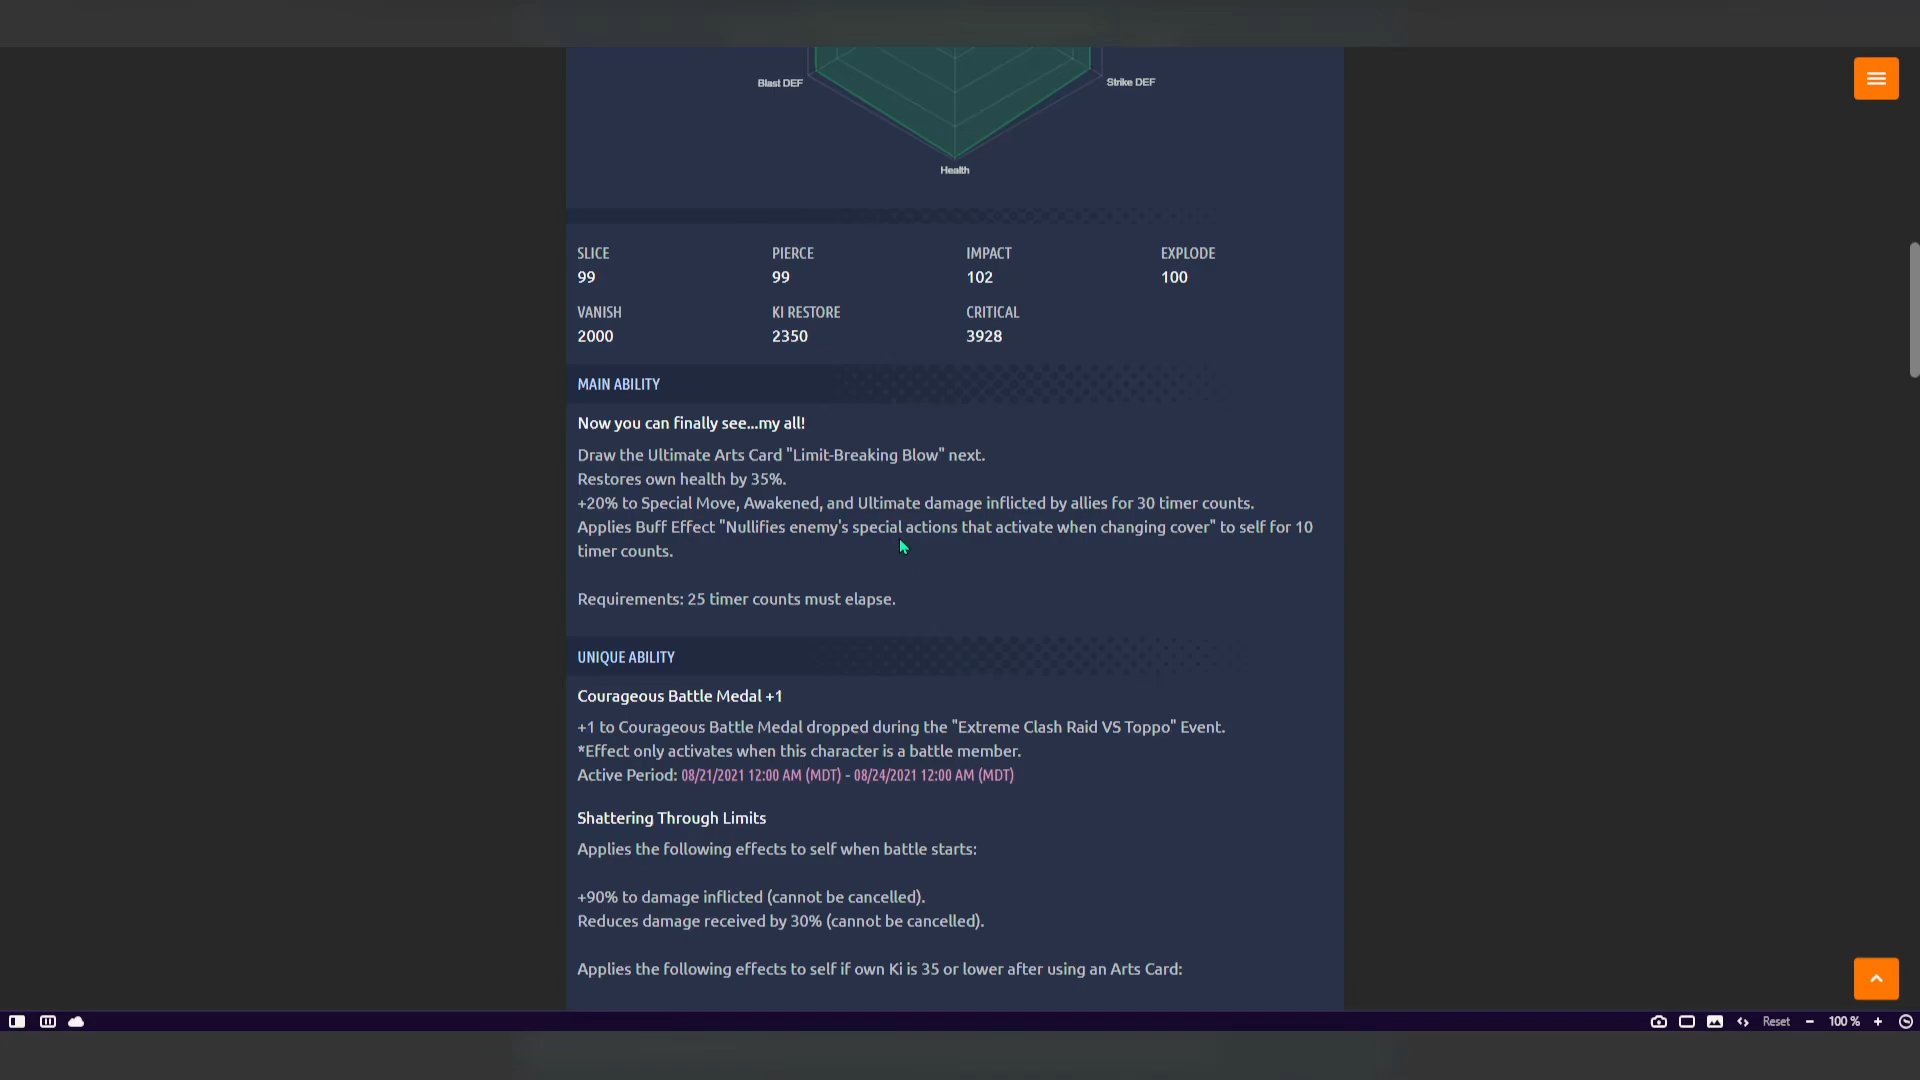 Blast DEF
Strike DEF
Health
SLICE
99
PIERCE
99
IMPACT
102
EXPLODE
100
VANISH
2000
KI RESTORE
2350
CRITICAL
3928
MAIN ABILITY
Now you can finally see...my all!
Draw the Ultimate Arts Card "Limit-Breaking Blow" next.
Restores own health by 35%.
+20% to Special Move, Awakened, and Ultimate damage inflicted by allies for 30 timer counts.
Applies Buff Effect "Nullifies enemy's special actions that activate when changing cover" to self for 10
timer counts.
Requirements: 25 timer counts must elapse.
UNIQUE ABILITY
Courageous Battle Medal +1
+1 to Courageous Battle Medal dropped during the "Extreme Clash Raid VS Toppo" Event.
*Effect only activates when this character is a battle member.
Active Period: 08/21/2021 12:00 AM (MDT) - 08/24/2021 12:00 AM (MDT)
Shattering Through Limits
Applies the following effects to self when battle starts:
+90% to damage inflicted (cannot be cancelled).
Reduces damage received by 30% (cannot be cancelled).
Applies the following effects to self if own Ki is 35 or lower after using an Arts Card:
Reset
100 %